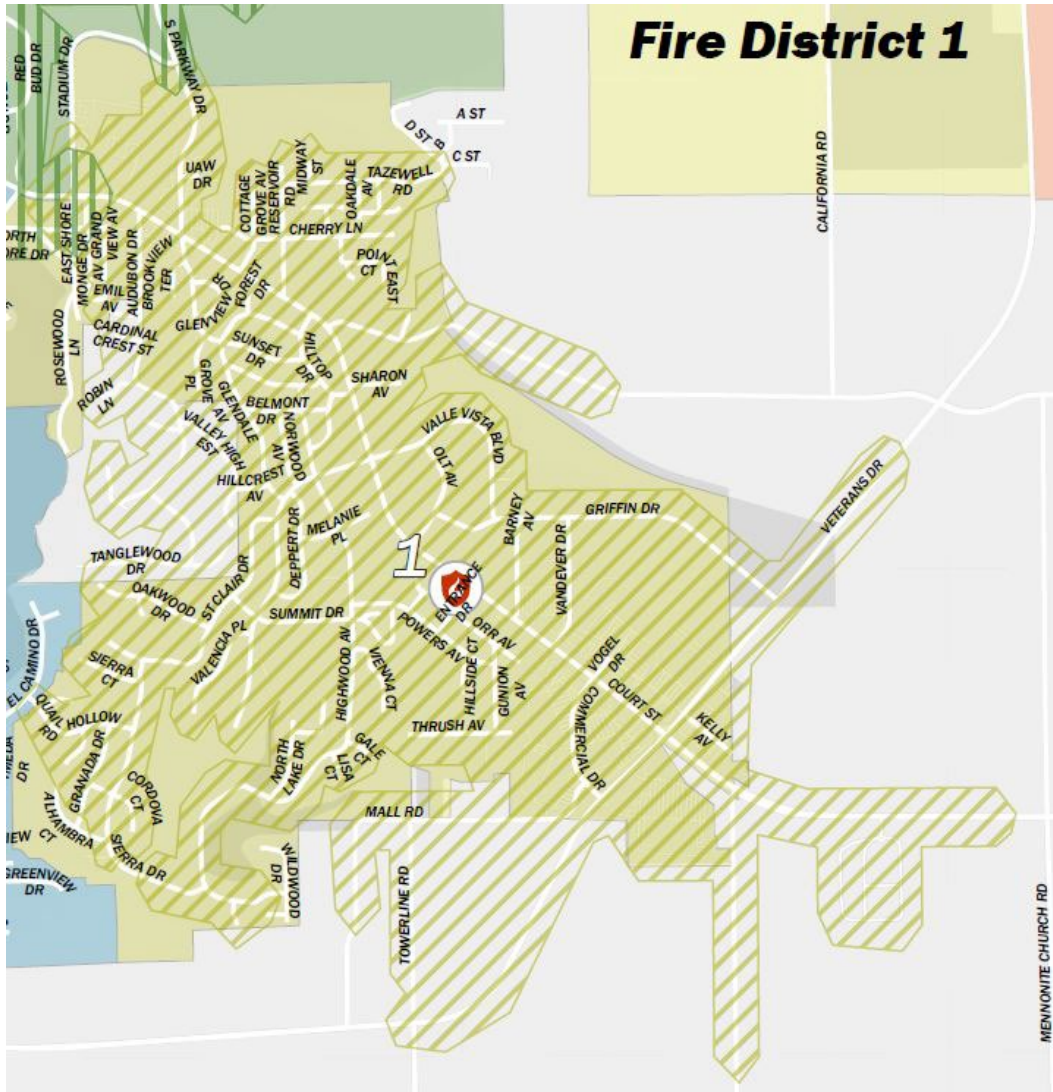 Fire District 1
RED
BUD DR
STADIUM DR
S PARKWAY DR
A ST
D ST
B
C ST
CALIFORNIA RD
UAW
DR
COTTAGE
GROVE AV
RESERVOIR
RD
MIDWAY
ST
OAKDALE
AV
TAZEWELL
RD
CHERRY LN
POINT
CT
EAST
ORTH
ORE DR
EAST SHORE
MONGE DR
AV GRAND
VIEW AV
AUDUBON DR
BROOKVIEW
TER
EMIL
AV
CARDINAL
CREST ST
GLENVIEW
DR
FOREST
DR
SUNSET
DR
HILLTOP
DR
ROSEWOOD
LN
ROBIN
LN
GROVE
PL
GLENDALE
AV
BELMONT
DR
SHARON
AV
VALLEY HIGH
EST
NORWOOD
AV
HILLCREST
AV
VALLE VISTA BLVD
OLT AV
BARNEY
AV
GRIFFIN DR
VETERANS DR
MELANIE
PL
DEPPERT DR
VANDEVER DR
1
TANGLEWOOD
DR
OAKWOOD
DR
ST CLAIR DR
SUMMIT DR
ENTRANCE
DR
POWERS AV
ORR AV
VALENCIA PL
HIGHWOOD AV
VIENNA CT
HILLSIDE CT
GUNION
AV
VOGEL
DR
COURT ST
KELLY
AV
COMMERCIAL DR
THRUSH AV
SIERRA
CT
EL CAMINO DR
QUAIL
RD
HOLLOW
GRANADA DR
CORDOVA
CT
NORTH
LAKE DR
LISA
CT
GALE
CT
MEDA
DR
ALHAMBRA
CT
IEW CT
MALL RD
SIERRA DR
WILDWOOD
DR
GREENVIEW
DR
TOWERLINE RD
MENNONITE CHURCH RD